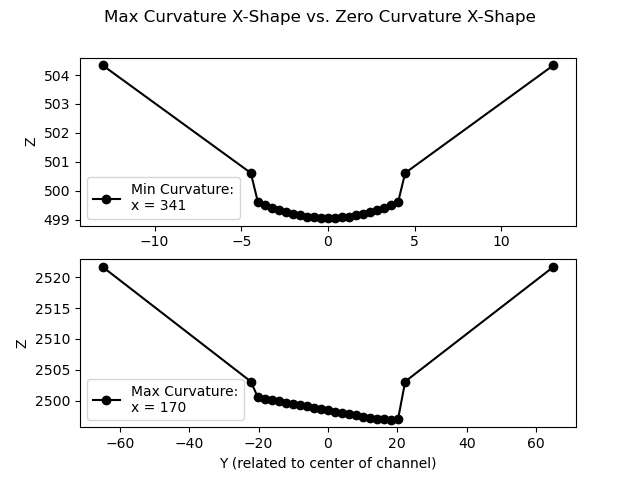 Max Curvature X-Shape vs. Zero Curvature X-Shape
504
503
502
501
500
499
Z
Min Curvature:
x = 341
−10 −5 0 5 10
2520
2515
2510
2505
2500
Z
Max Curvature:
x = 170
−60 −40 −20 0 20 40 60
Y (related to center of channel)